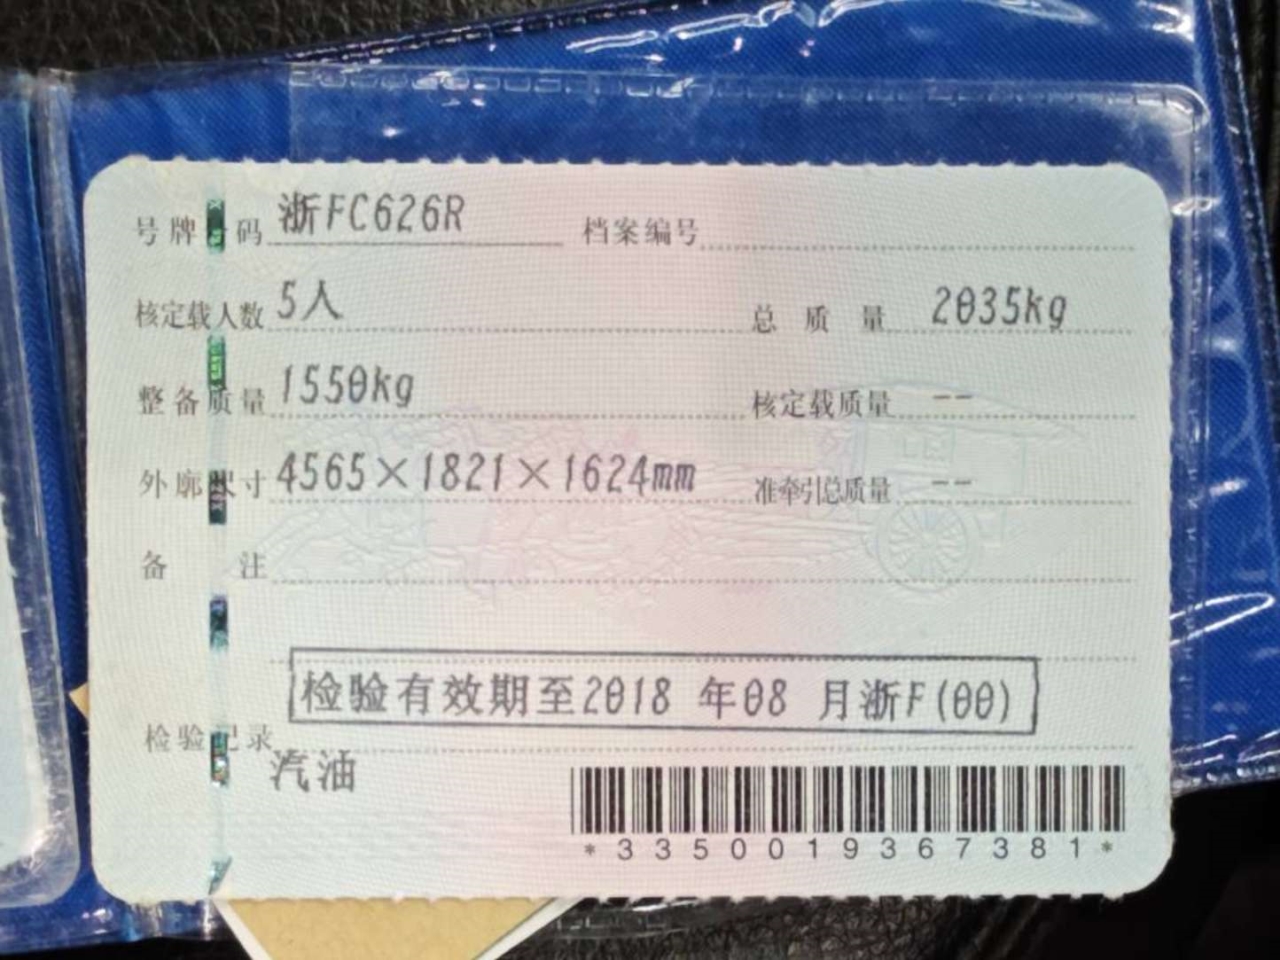 号牌号码 浙FC626R 档案编号
核定载人数 5人 总质量 2035kg
整备质量 1550kg 核定载质量 --
外廓尺寸 4565×1821×1624mm 准牵引总质量 --
备注
检验有效期至2018 年08 月浙F(00)
检验记录
汽油
*3350019367381*